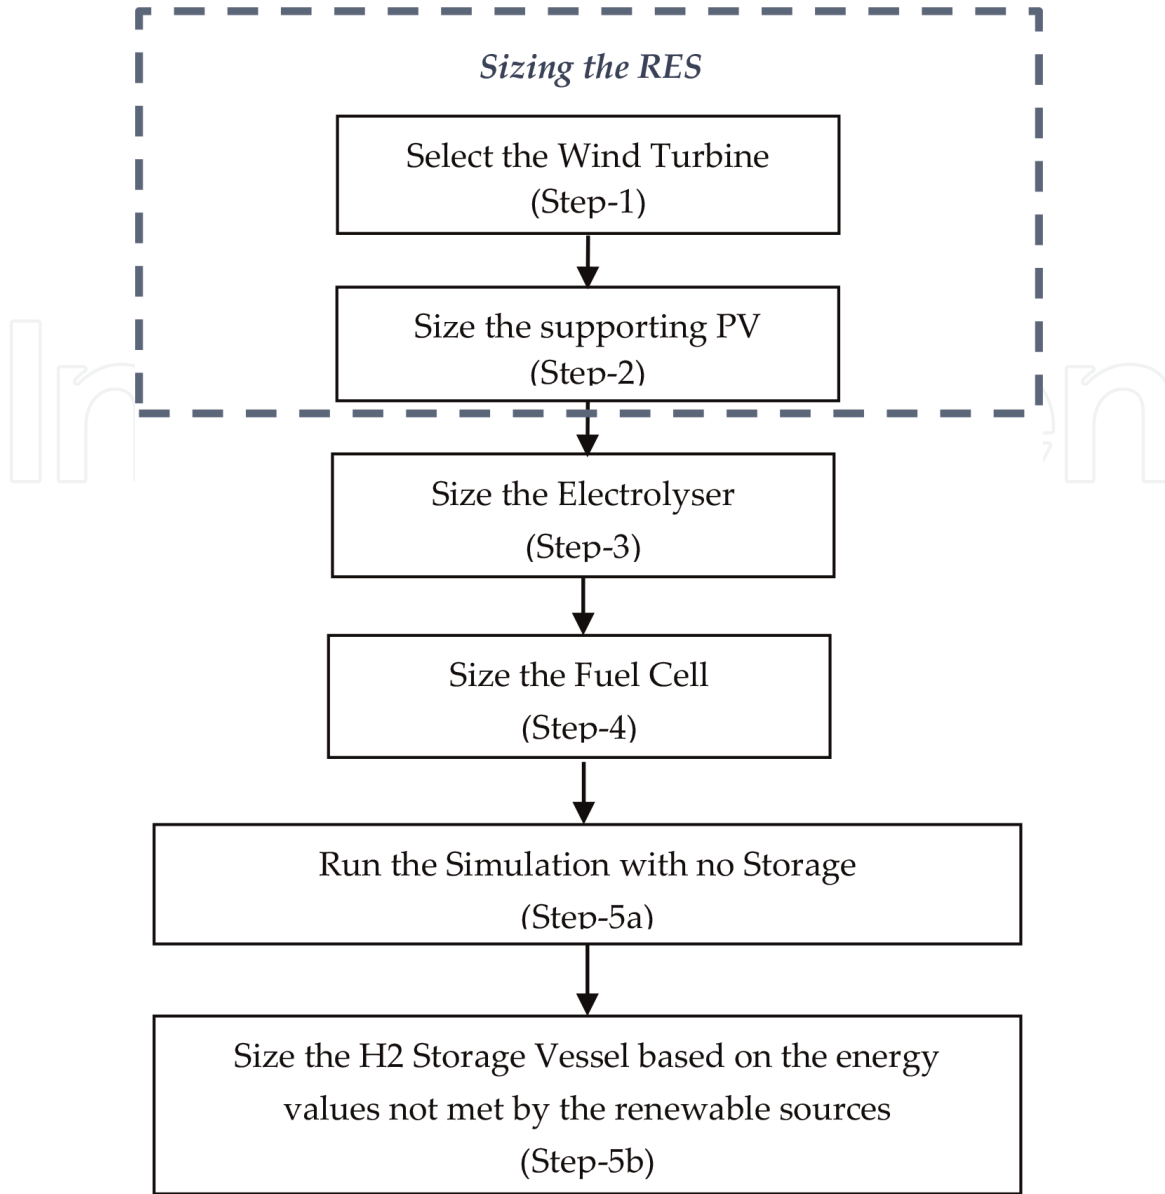 Sizing the RES
Select the Wind Turbine
(Step-1)
Size the supporting PV
(Step-2)
Size the Electrolyser
(Step-3)
Size the Fuel Cell
(Step-4)
Run the Simulation with no Storage
(Step-5a)
Size the H2 Storage Vessel based on the energy
values not met by the renewable sources
(Step-5b)